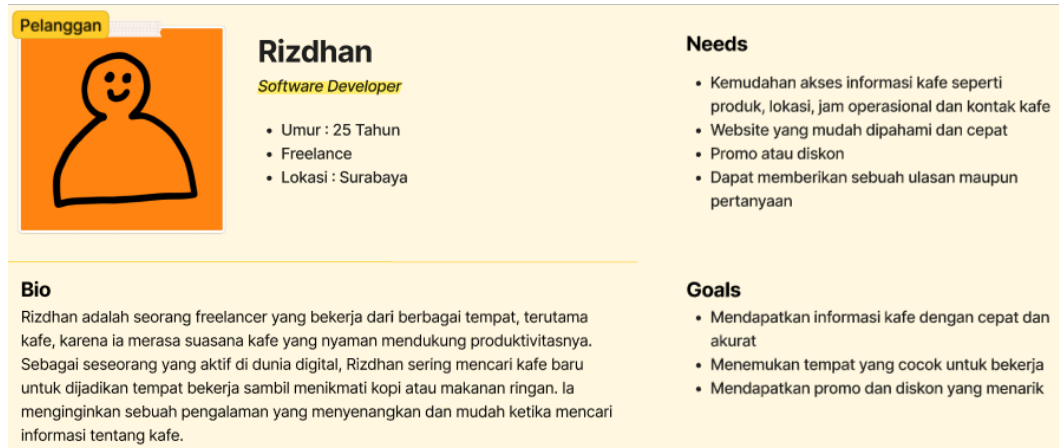 Pelanggan
Rizdhan
Software Developer
• Umur : 25 Tahun
• Freelance
• Lokasi : Surabaya
Needs
• Kemudahan akses informasi kafe seperti
produk, lokasi, jam operasional dan kontak kafe
• Website yang mudah dipahami dan cepat
• Promo atau diskon
• Dapat memberikan sebuah ulasan maupun
pertanyaan
Bio
Rizdhan adalah seorang freelancer yang bekerja dari berbagai tempat, terutama
kafe, karena ia merasa suasana kafe yang nyaman mendukung produktivitasnya.
Sebagai seseorang yang aktif di dunia digital, Rizdhan sering mencari kafe baru
untuk dijadikan tempat bekerja sambil menikmati kopi atau makanan ringan. Ia
menginginkan sebuah pengalaman yang menyenangkan dan mudah ketika mencari
informasi tentang kafe.
Goals
• Mendapatkan informasi kafe dengan cepat dan
akurat
• Menemukan tempat yang cocok untuk bekerja
• Mendapatkan promo dan diskon yang menarik